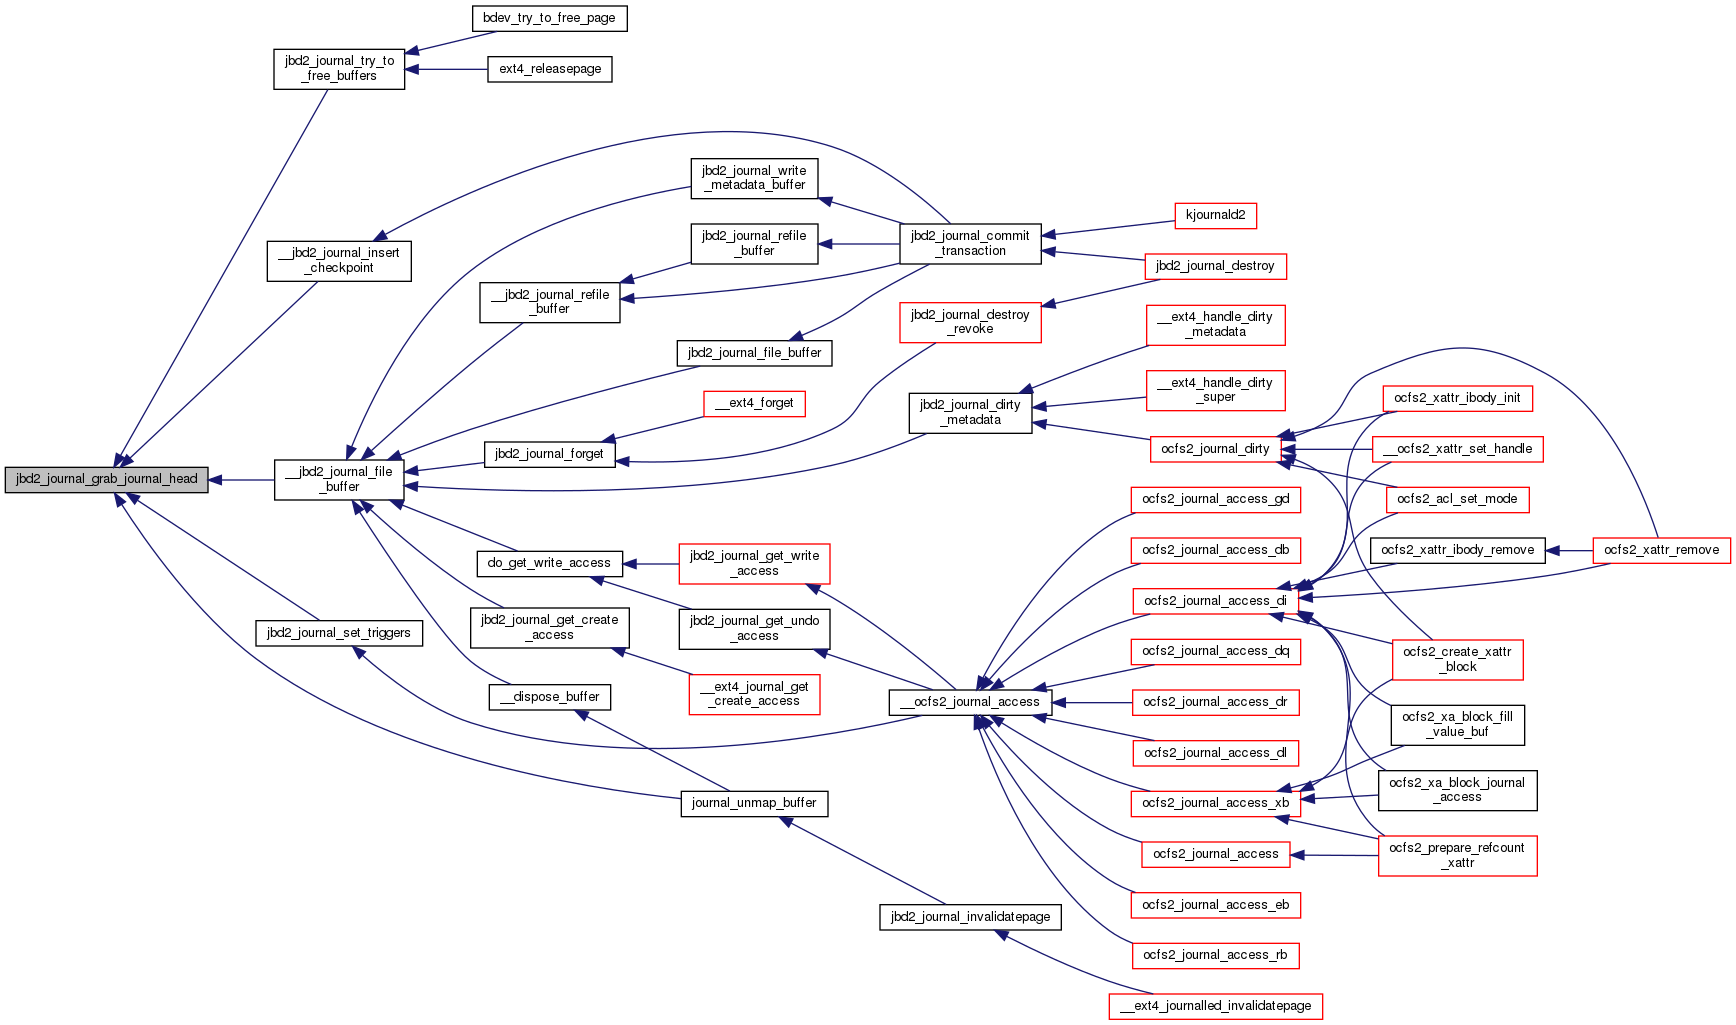 bdev_try_to_free_page
jbd2_journal_try_to
_free_buffers
ext4_releasepage
jbd2_journal_write
_metadata_buffer
kjournald2
jbd2_journal_refile
_buffer
jbd2_journal_commit
_transaction
__jbd2_journal_insert
_checkpoint
jbd2_journal_destroy
__jbd2_journal_refile
_buffer
jbd2_journal_destroy
_revoke
__ext4_handle_dirty
_metadata
jbd2_journal_file_buffer
__ext4_handle_dirty
_super
ocfs2_xattr_ibody_init
__ext4_forget
jbd2_journal_dirty
_metadata
jbd2_journal_forget
ocfs2_journal_dirty
__ocfs2_xattr_set_handle
jbd2_journal_grab_journal_head
__jbd2_journal_file
_buffer
ocfs2_journal_access_gd
ocfs2_acl_set_mode
do_get_write_access
jbd2_journal_get_write
_access
ocfs2_journal_access_db
ocfs2_xattr_ibody_remove
ocfs2_xattr_remove
ocfs2_journal_access_di
jbd2_journal_set_triggers
jbd2_journal_get_create
_access
jbd2_journal_get_undo
_access
ocfs2_journal_access_dq
ocfs2_create_xattr
_block
__dispose_buffer
__ext4_journal_get
_create_access
__ocfs2_journal_access
ocfs2_journal_access_dr
ocfs2_xa_block_fill
_value_buf
ocfs2_journal_access_dl
journal_unmap_buffer
ocfs2_journal_access_xb
ocfs2_xa_block_journal
_access
ocfs2_journal_access
ocfs2_prepare_refcount
_xattr
jbd2_journal_invalidatepage
ocfs2_journal_access_eb
ocfs2_journal_access_rb
__ext4_journalled_invalidatepage